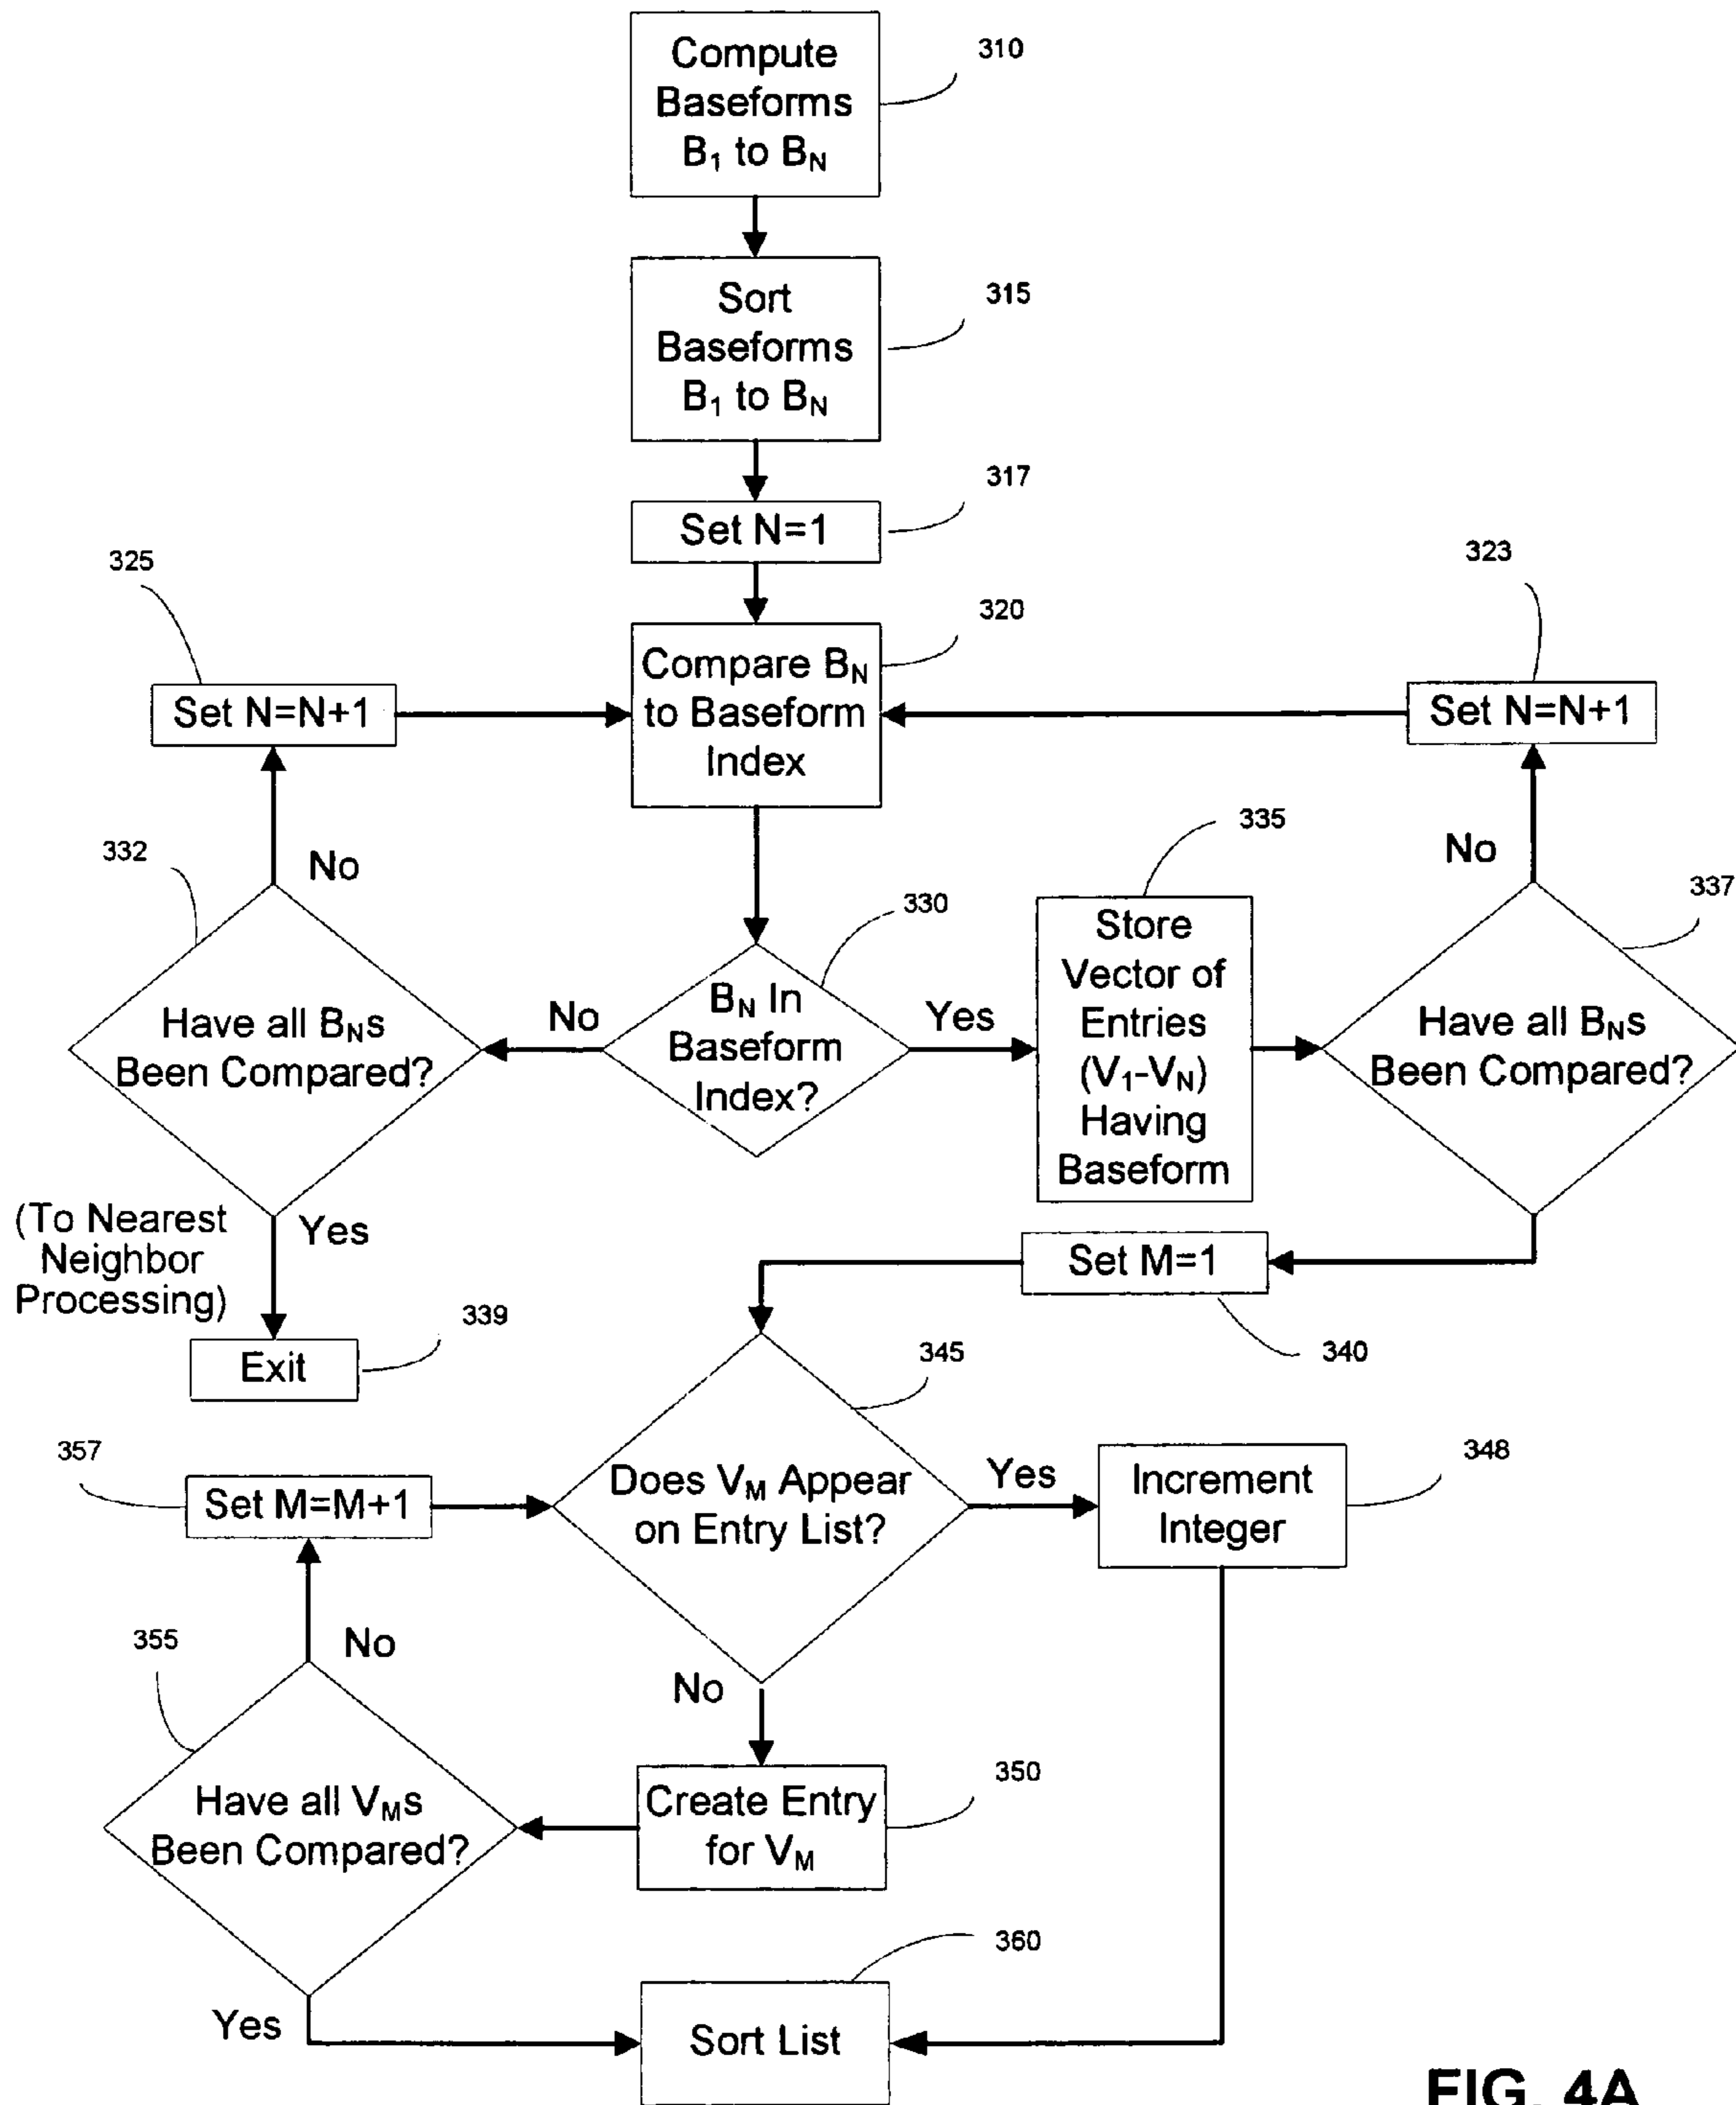 Compute
Baseforms
B₁ to Bₙ
310
Sort
Baseforms
B₁ to Bₙ
315
Set N=1
317
325
323
320
Compare Bₙ
to Baseform
Index
Set N=N+1
Set N=N+1
332
No
335
No
337
330
Store
Vector of
Entries
(V₁-Vₙ)
Having
Baseform
Bₙ In
Baseform
Index?
No
Yes
Have all Bₙs
Been Compared?
Have all Bₙs
Been Compared?
(To Nearest
Neighbor
Processing)
Yes
Set M=1
340
339
Exit
345
357
Set M=M+1
Does Vₘ Appear
on Entry List?
Yes
Increment
Integer
348
355
No
No
350
Create Entry
for Vₘ
Have all Vₘs
Been Compared?
360
Yes
Sort List
FIG. 4A